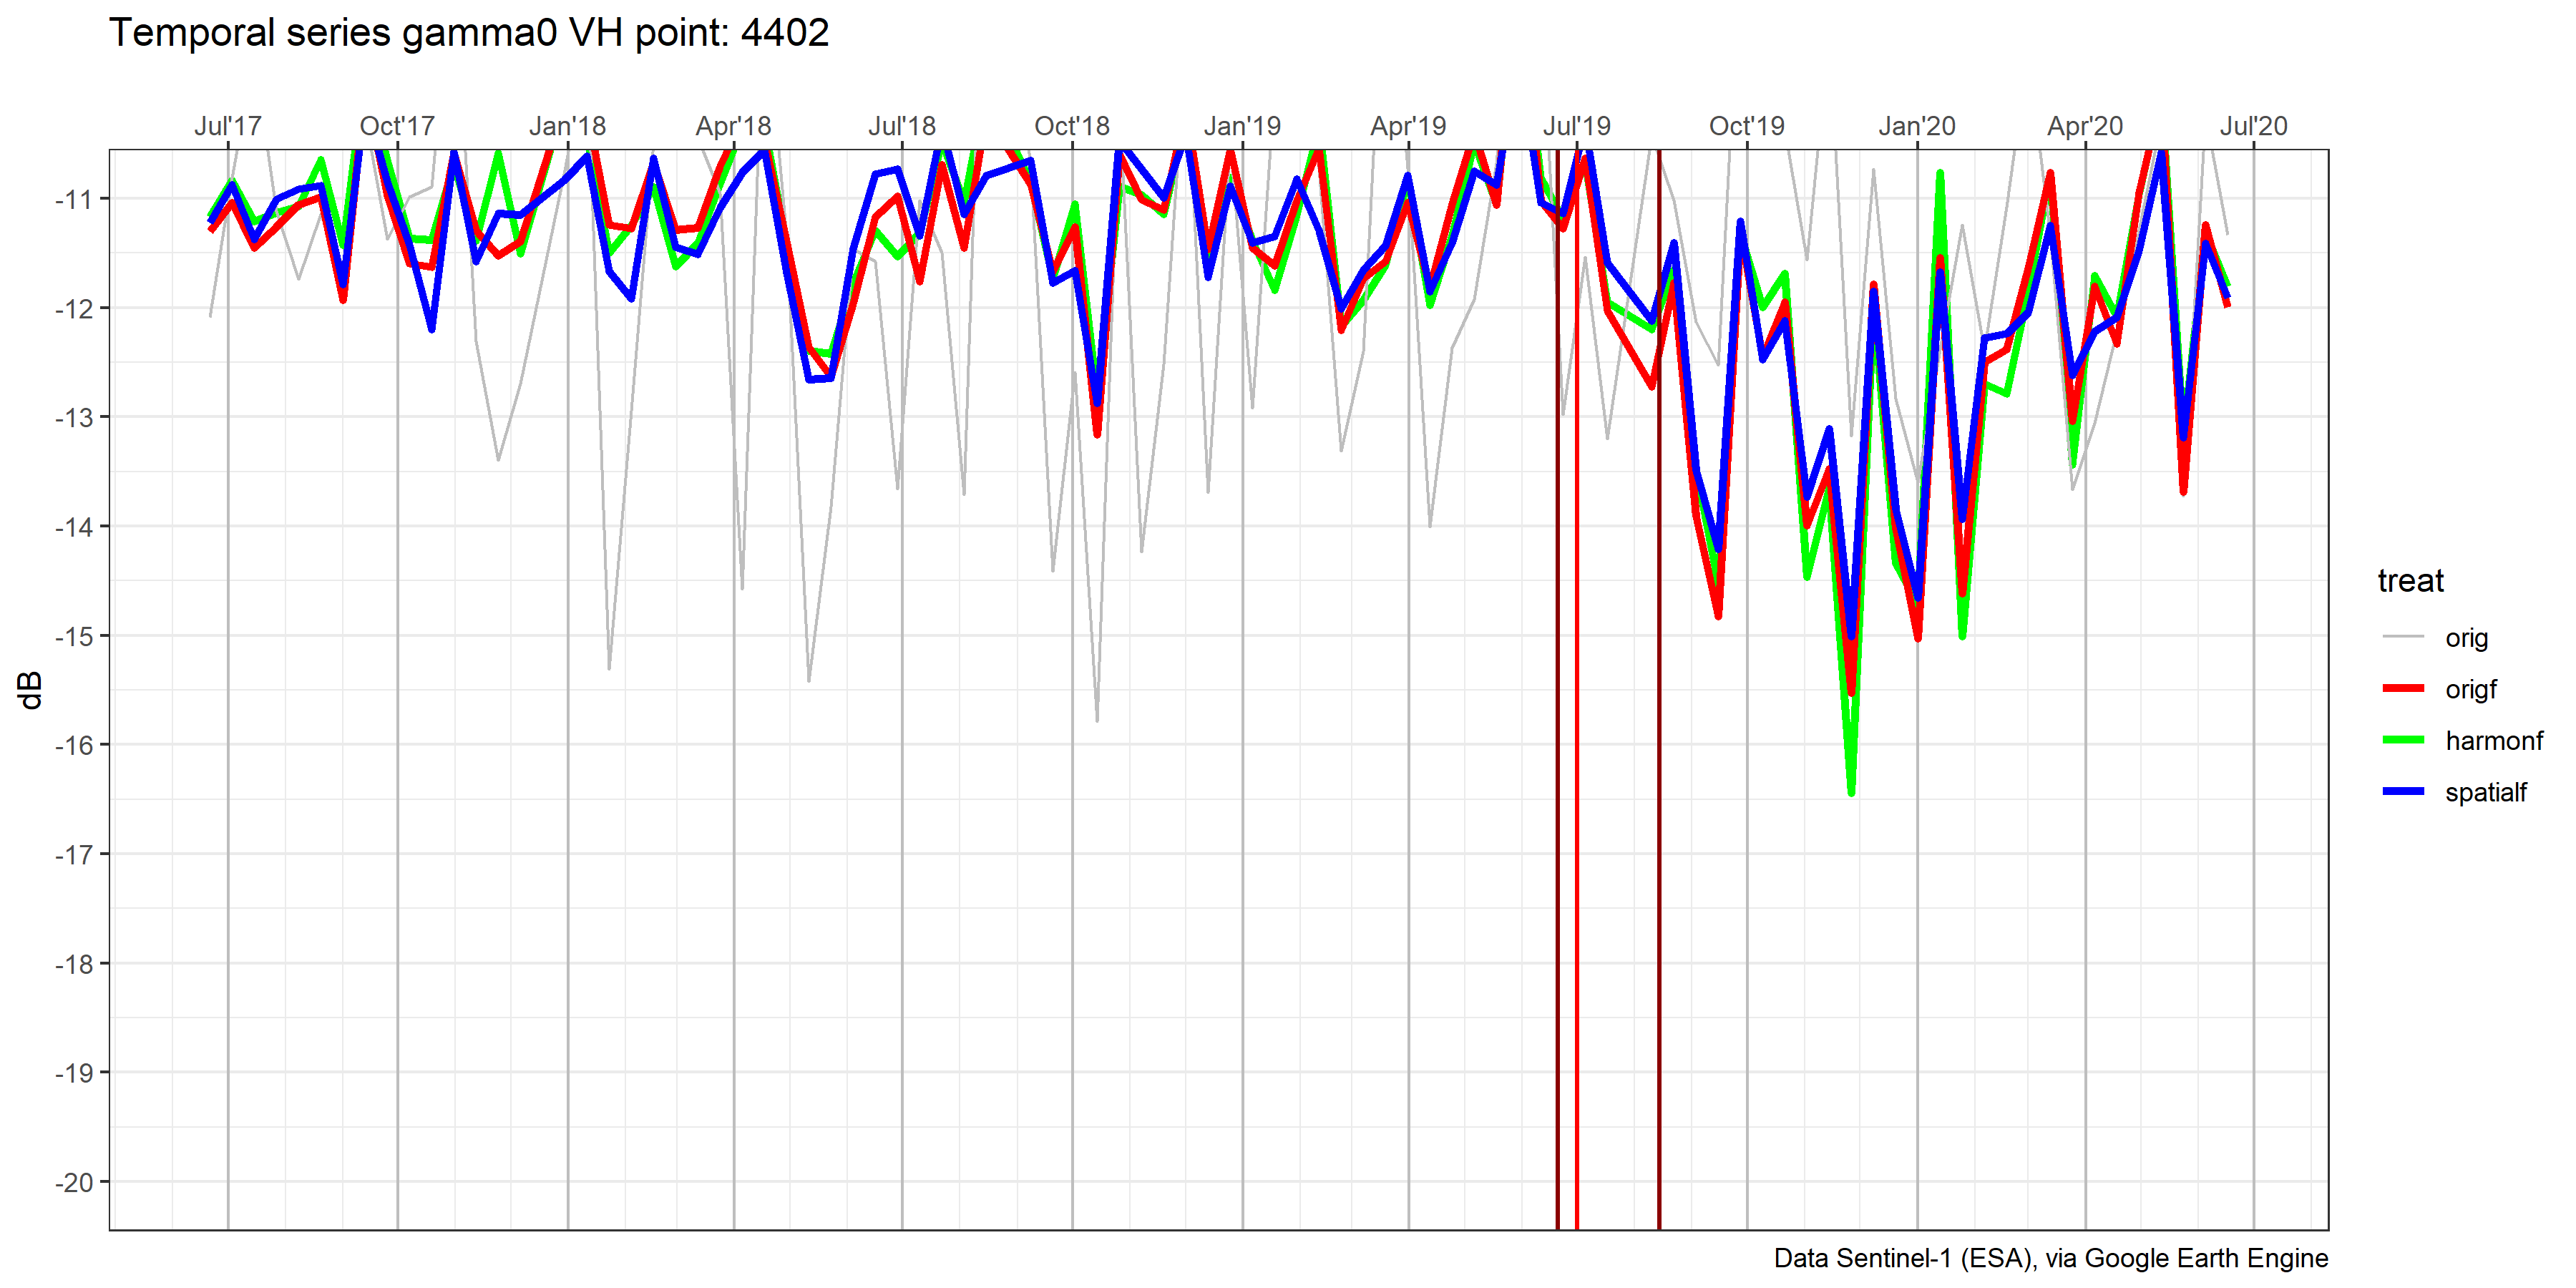 Temporal series gamma0 VH point: 4402
Jul'17 Oct'17 Jan'18 Apr'18 Jul'18 Oct'18 Jan'19 Apr'19 Jul'19 Oct'19 Jan'20 Apr'20 Jul'20
-11
-12
-13
-14
-15
-16
-17
-18
-19
-20
dB
treat
orig
origf
harmonf
spatialf
Data Sentinel-1 (ESA), via Google Earth Engine